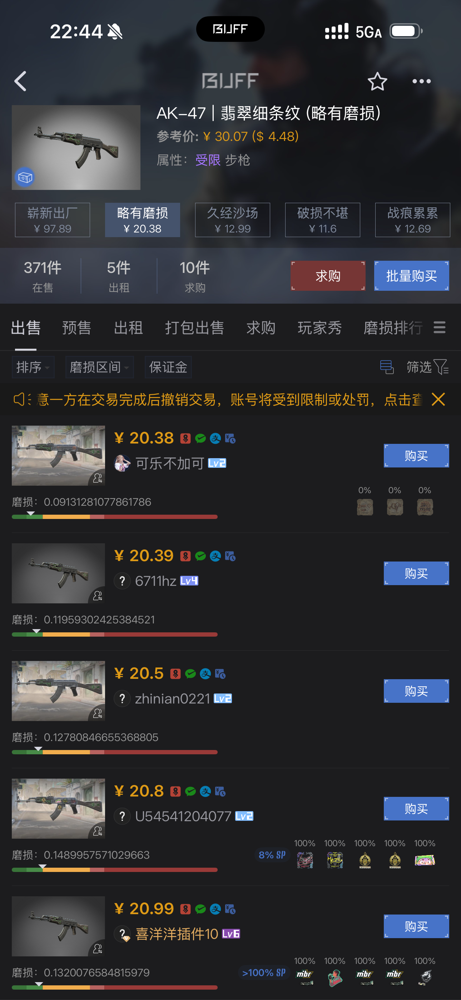 22:44
BUFF
5GA
BUFF
AK-47 | 翡翠细条纹 (略有磨损)
参考价: ¥ 30.07 ($ 4.48)
属性: 受限 步枪
崭新出厂 略有磨损 久经沙场 破损不堪 战痕累累
¥ 97.89 ¥ 20.38 ¥ 12.99 ¥ 11.6 ¥ 12.69
371件 5件 10件
在售 出租 求购
求购 批量购买
出售 预售 出租 打包出售 求购 玩家秀 磨损排行
排序 磨损区间 保证金 筛选
意一方在交易完成后撤销交易，账号将受到限制或处罚，点击查
¥ 20.38
可乐不加可 Lv2
购买
0% 0% 0%
磨损: 0.09131281077861786
¥ 20.39
? 6711hz Lv4
购买
磨损: 0.11959302425384521
¥ 20.5
? zhinian0221 Lv2
购买
磨损: 0.12780846655368805
¥ 20.8
? U54541204077 Lv2
购买
100% 100% 100% 100% 100%
磨损: 0.1489957571029663
8% SP
¥ 20.99
? 喜洋洋插件10 Lv6
购买
100% 100% 100% 100% 100%
磨损: 0.1320076584815979
>100% SP
mibr mibr mibr